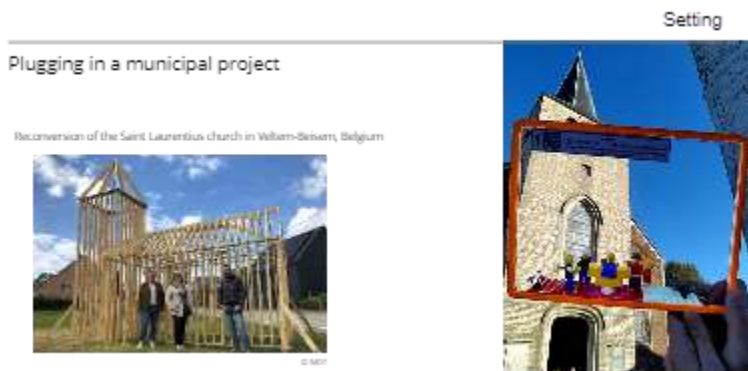 Setting
Plugging in a municipal project
Reconversion of the Saint Laurentius church in Veltem-Beisem, Belgium